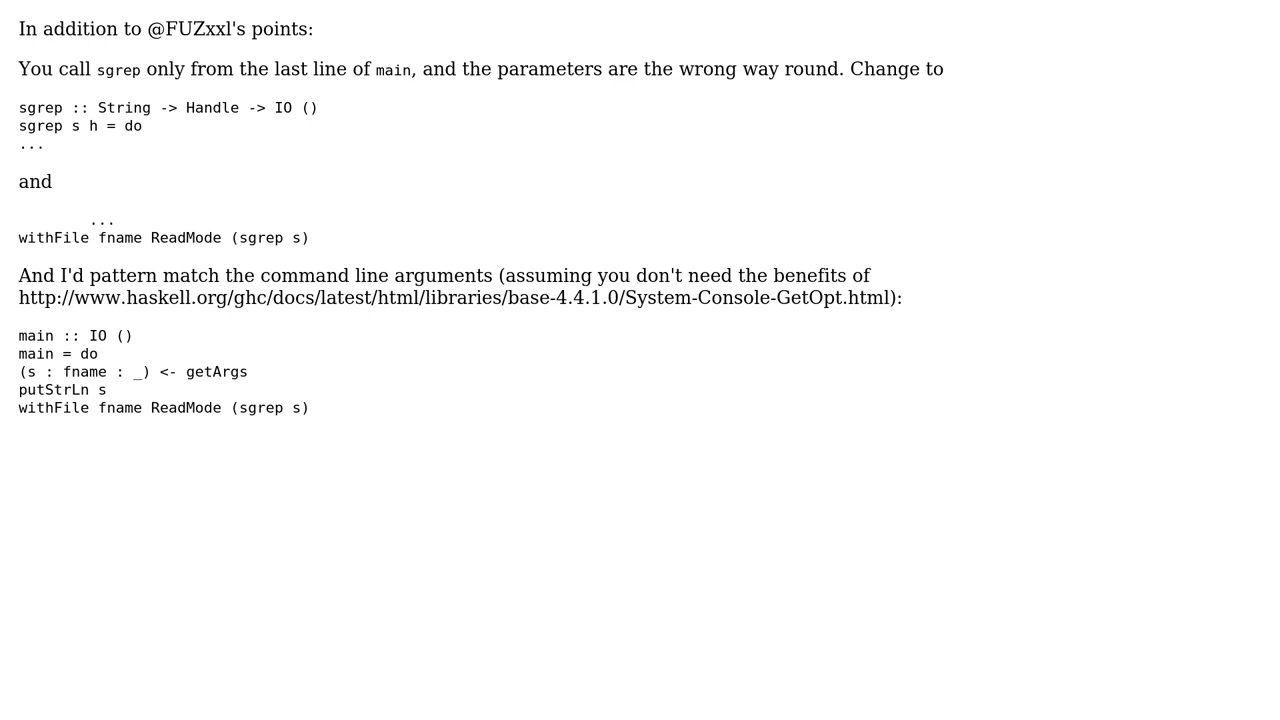 In addition to @FUZxxl's points:
You call sgrep only from the last line of main, and the parameters are the wrong way round. Change to
sgrep :: String -> Handle -> IO ()
sgrep s h = do
...
and
        ...
withFile fname ReadMode (sgrep s)
And I'd pattern match the command line arguments (assuming you don't need the benefits of
http://www.haskell.org/ghc/docs/latest/html/libraries/base-4.4.1.0/System-Console-GetOpt.html):
main :: IO ()
main = do
(s : fname : _) <- getArgs
putStrLn s
withFile fname ReadMode (sgrep s)